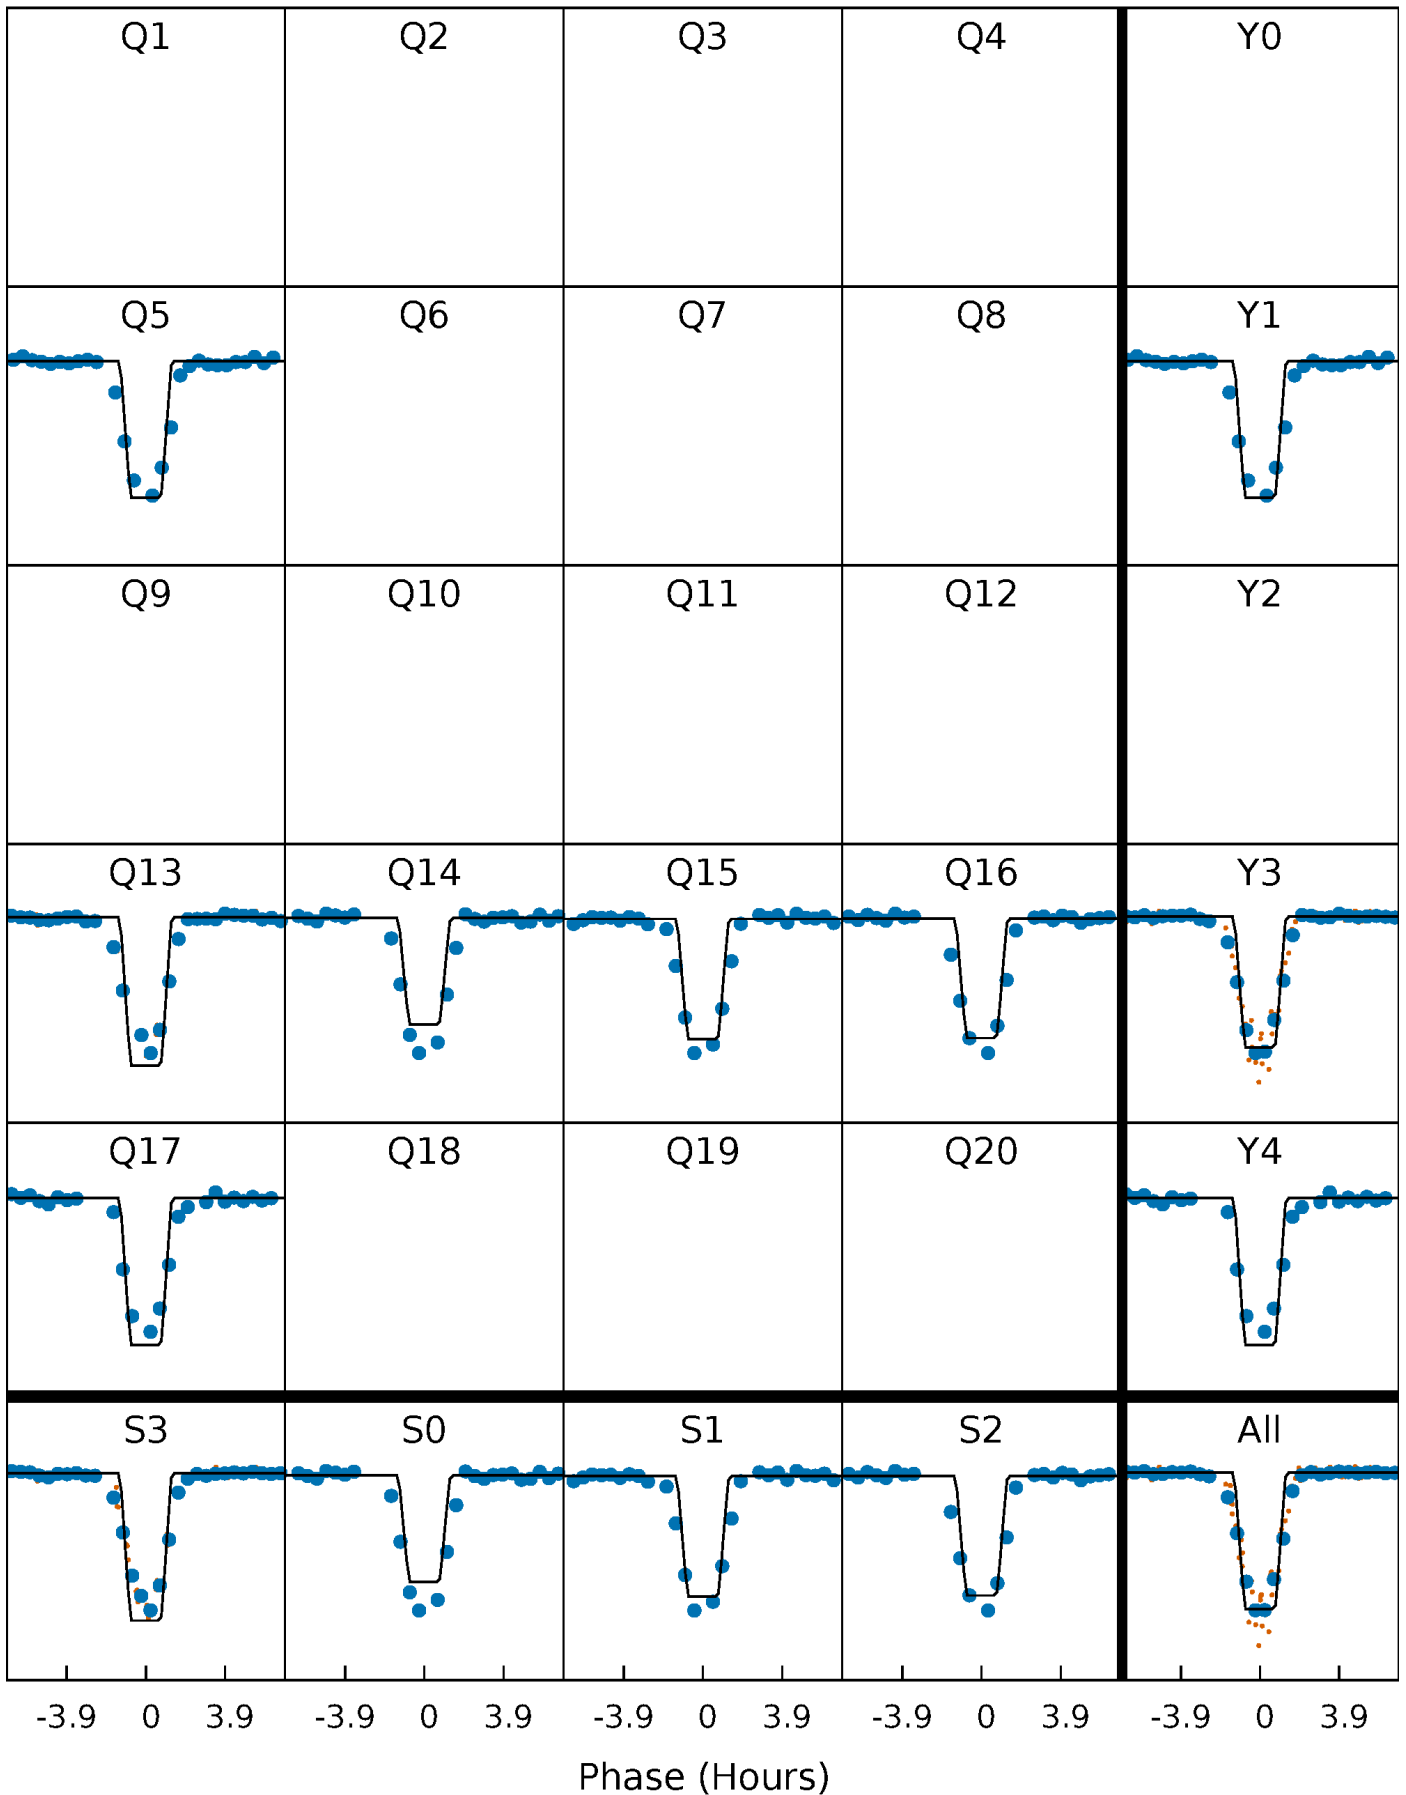 Q1 Q2 Q3 Q4 Y0
Q5 Q6 Q7 Q8 Y1
Q9 Q10 Q11 Q12 Y2
Q13 Q14 Q15 Q16 Y3
Q17 Q18 Q19 Q20 Y4
S3 S0 S1 S2 All
-3.9 0 3.9 -3.9 0 3.9 -3.9 0 3.9 -3.9 0 3.9 -3.9 0 3.9
Phase (Hours)